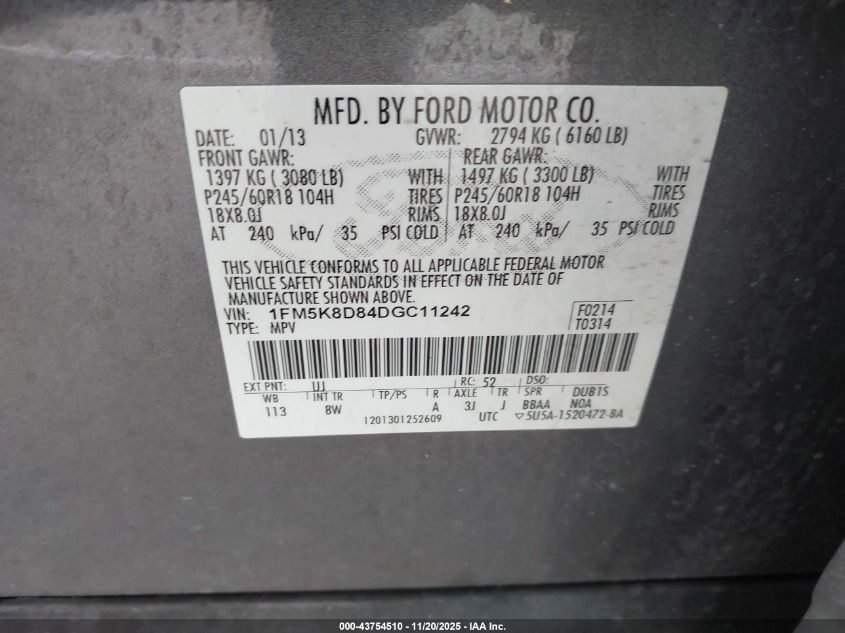 MFD. BY FORD MOTOR CO.
DATE: 01/13 GVWR: 2794 KG ( 6160 LB)
FRONT GAWR: REAR GAWR:
1397 KG ( 3080 LB) WITH 1497 KG ( 3300 LB) WITH
P245/60R18 104H TIRES P245/60R18 104H TIRES
18X8.0J RIMS 18X8.0J RIMS
AT 240 kPa/ 35 PSI COLD AT 240 kPa/ 35 PSI COLD
THIS VEHICLE CONFORMS TO ALL APPLICABLE FEDERAL MOTOR
VEHICLE SAFETY STANDARDS IN EFFECT ON THE DATE OF
MANUFACTURE SHOWN ABOVE.
VIN: 1FM5K8D84DGC11242 F0214
TYPE: MPV T0314
EXT PNT: UJ RC: 52 DSO:
WB INT TR TP/PS R AXLE TR SPR DUBTS
113 8W A 3J J BBAA NOA
1201301252609 UTC ▽5U5A-1520472-BA
000-43754510 - 11/20/2025 - IAA Inc.